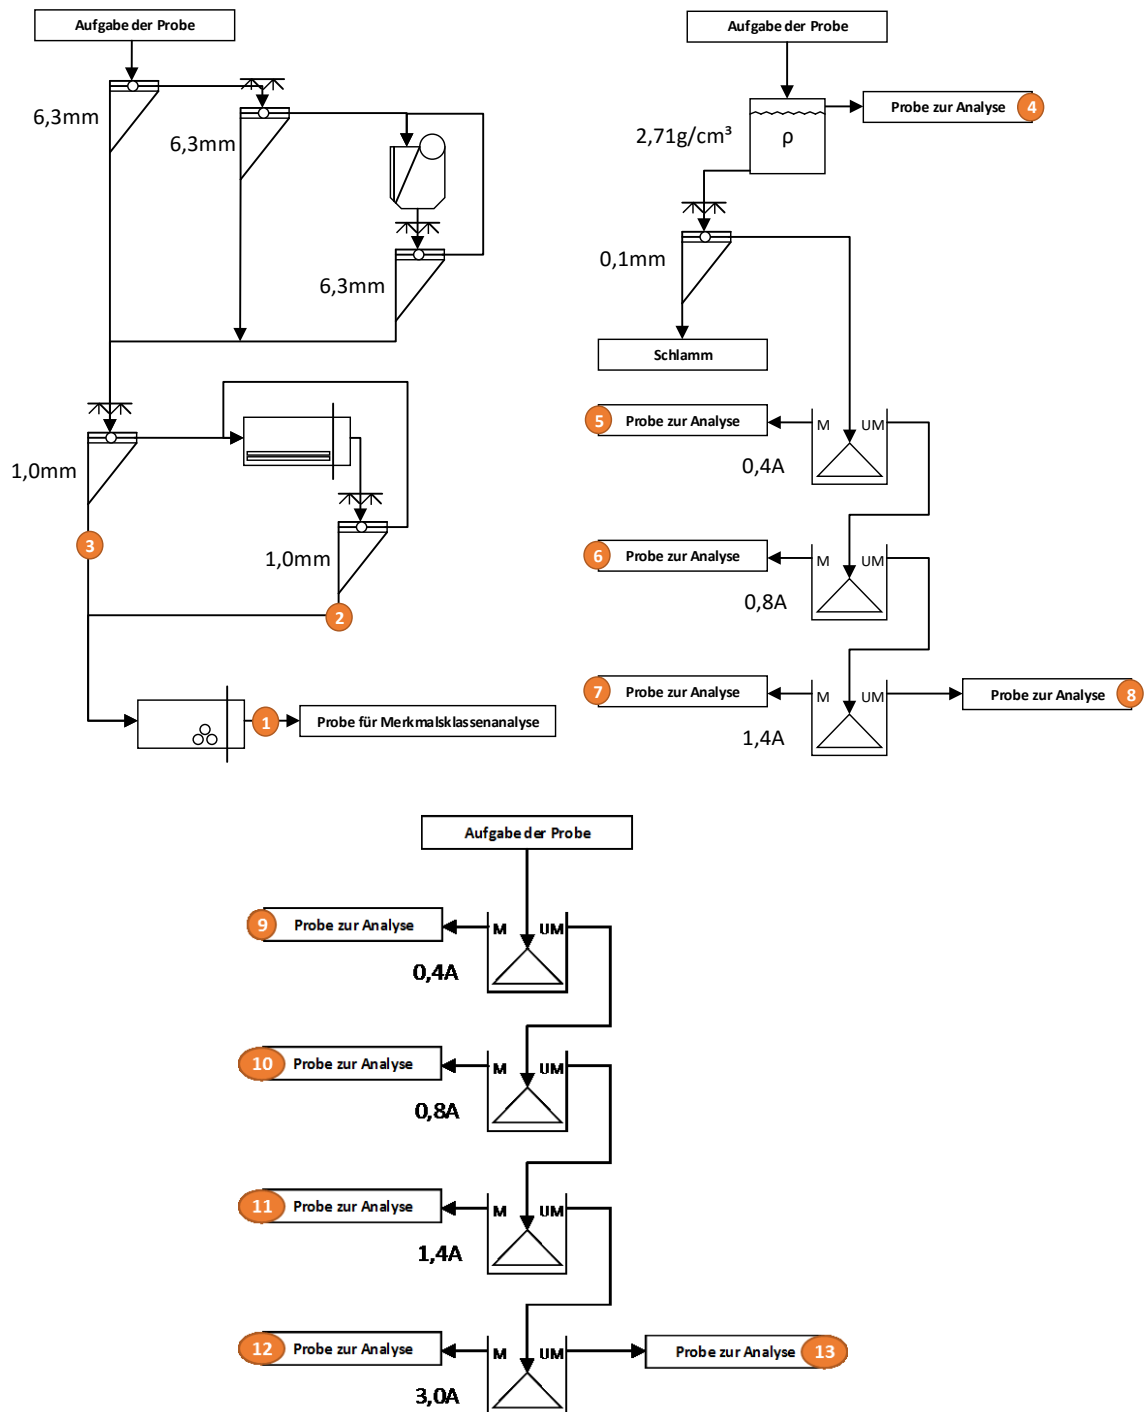 Aufgabe der Probe
6,3mm
6,3mm
6,3mm
1,0mm
3
1,0mm
2
1
Probe für Merkmalsklassenanalyse
Aufgabe der Probe
Probe zur Analyse 4
2,71g/cm³
ρ
0,1mm
Schlamm
5 Probe zur Analyse
M UM
0,4A
6 Probe zur Analyse
M UM
0,8A
7 Probe zur Analyse
M UM
Probe zur Analyse 8
1,4A
Aufgabe der Probe
9 Probe zur Analyse
M UM
0,4A
10 Probe zur Analyse
M UM
0,8A
11 Probe zur Analyse
M UM
1,4A
12 Probe zur Analyse
M UM
Probe zur Analyse 13
3,0A